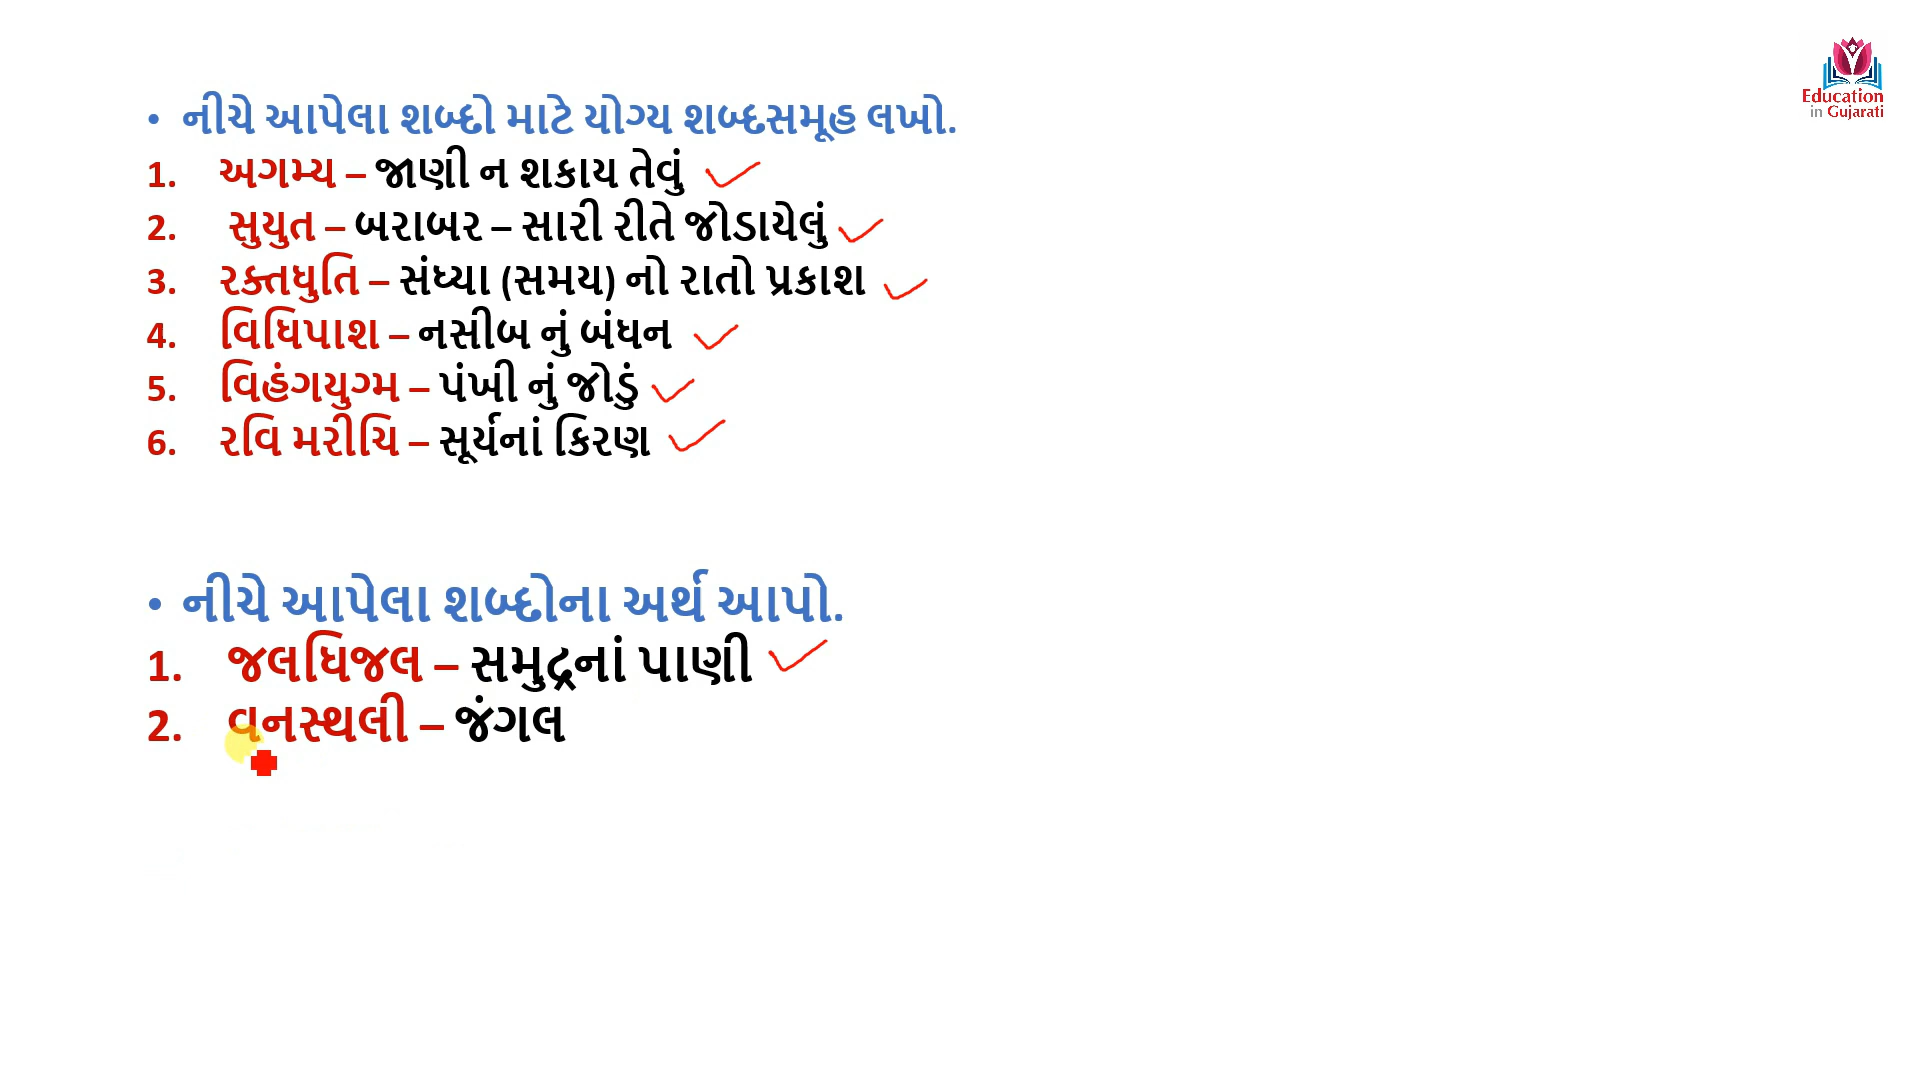 • નીચે આપેલા શબ્દો માટે યોગ્ય શબ્દસમૂહ લખો.
1. અગમ્ય – જાણી ન શકાય તેવું
2. સુયુત – બરાબર – સારી રીતે જોડાયેલું
3. રક્તધુતિ – સંધ્યા (સમય) નો રાતો પ્રકાશ
4. વિધિપાશ – નસીબ નું બંધન
5. વિહંગયુગ્મ – પંખી નું જોડું
6. રવિ મરીચિ – સૂર્યનાં કિરણ
• નીચે આપેલા શબ્દોના અર્થ આપો.
1. જલધિજલ – સમુદ્રનાં પાણી
2. વનસ્થલી – જંગલ
Education
in Gujarati